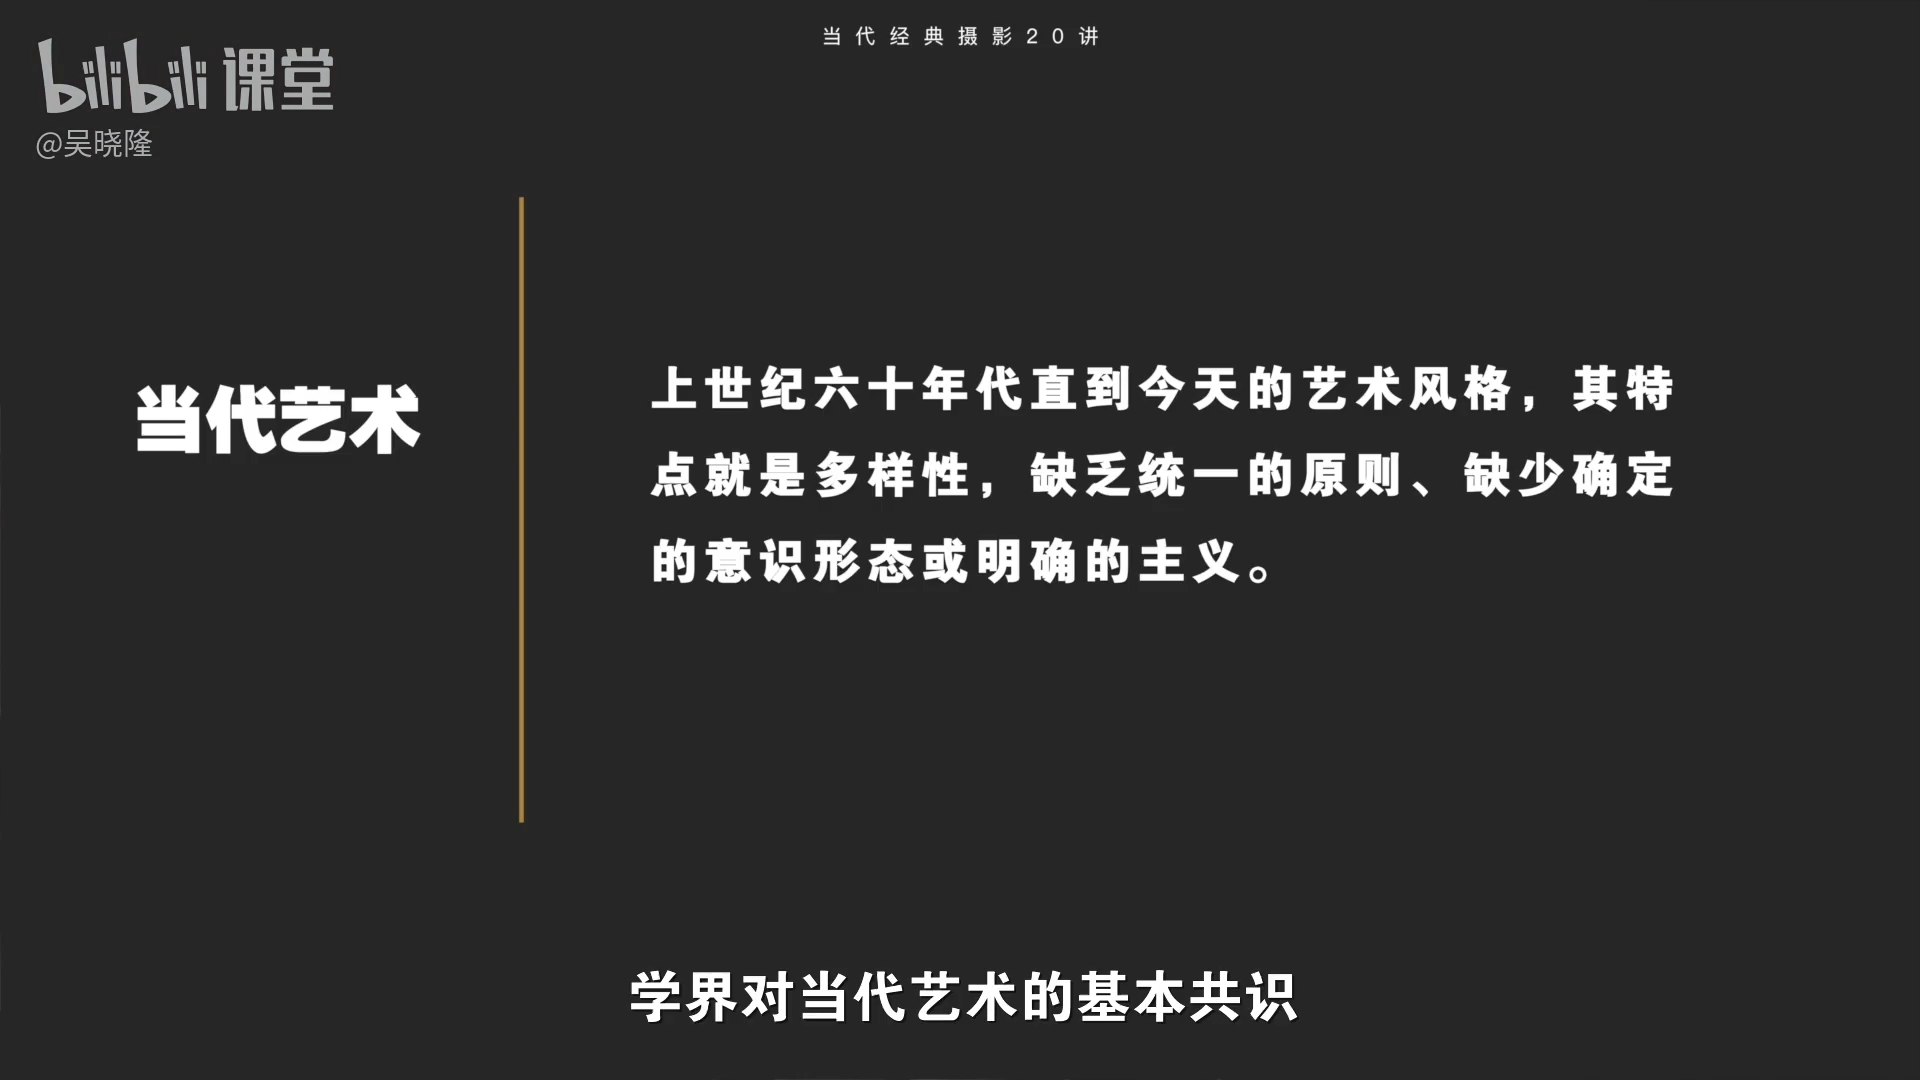 当代经典摄影20讲
bilibili 课堂
@吴晓隆
当代艺术
上世纪六十年代直到今天的艺术风格，其特
点就是多样性，缺乏统一的原则、缺少确定
的意识形态或明确的主义。
学界对当代艺术的基本共识